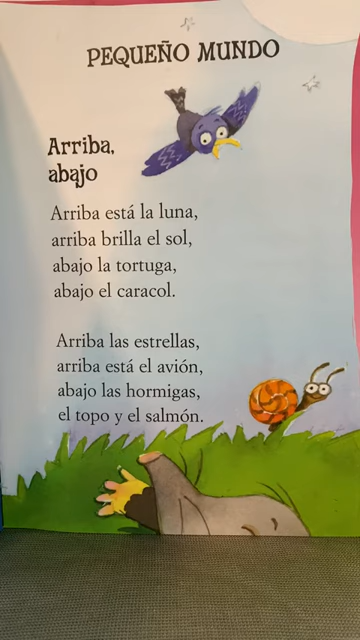 PEQUEÑO MUNDO
Arriba,
abajo
Arriba está la luna,
arriba brilla el sol,
abajo la tortuga,
abajo el caracol.
Arriba las estrellas,
arriba está el avión,
abajo las hormigas,
el topo y el salmón.